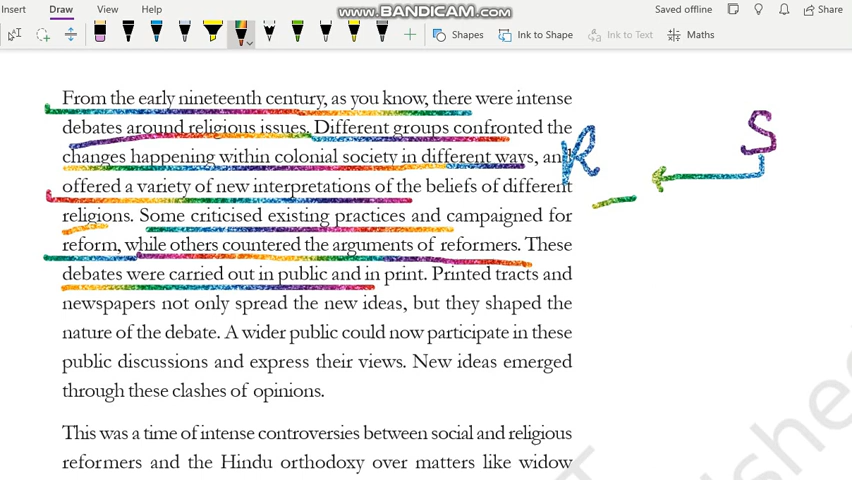 www.BANDICAM.com
Insert Draw View Help Saved offline Share
Shapes Ink to Shape Ink to Text Maths
From the early nineteenth century, as you know, there were intense
debates around religious issues. Different groups confronted the
changes happening within colonial society in different ways, and
offered a variety of new interpretations of the beliefs of different
religions. Some criticised existing practices and campaigned for
reform, while others countered the arguments of reformers. These
debates were carried out in public and in print. Printed tracts and
newspapers not only spread the new ideas, but they shaped the
nature of the debate. A wider public could now participate in these
public discussions and express their views. New ideas emerged
through these clashes of opinions.
This was a time of intense controversies between social and religious
reformers and the Hindu orthodoxy over matters like widow
R
S